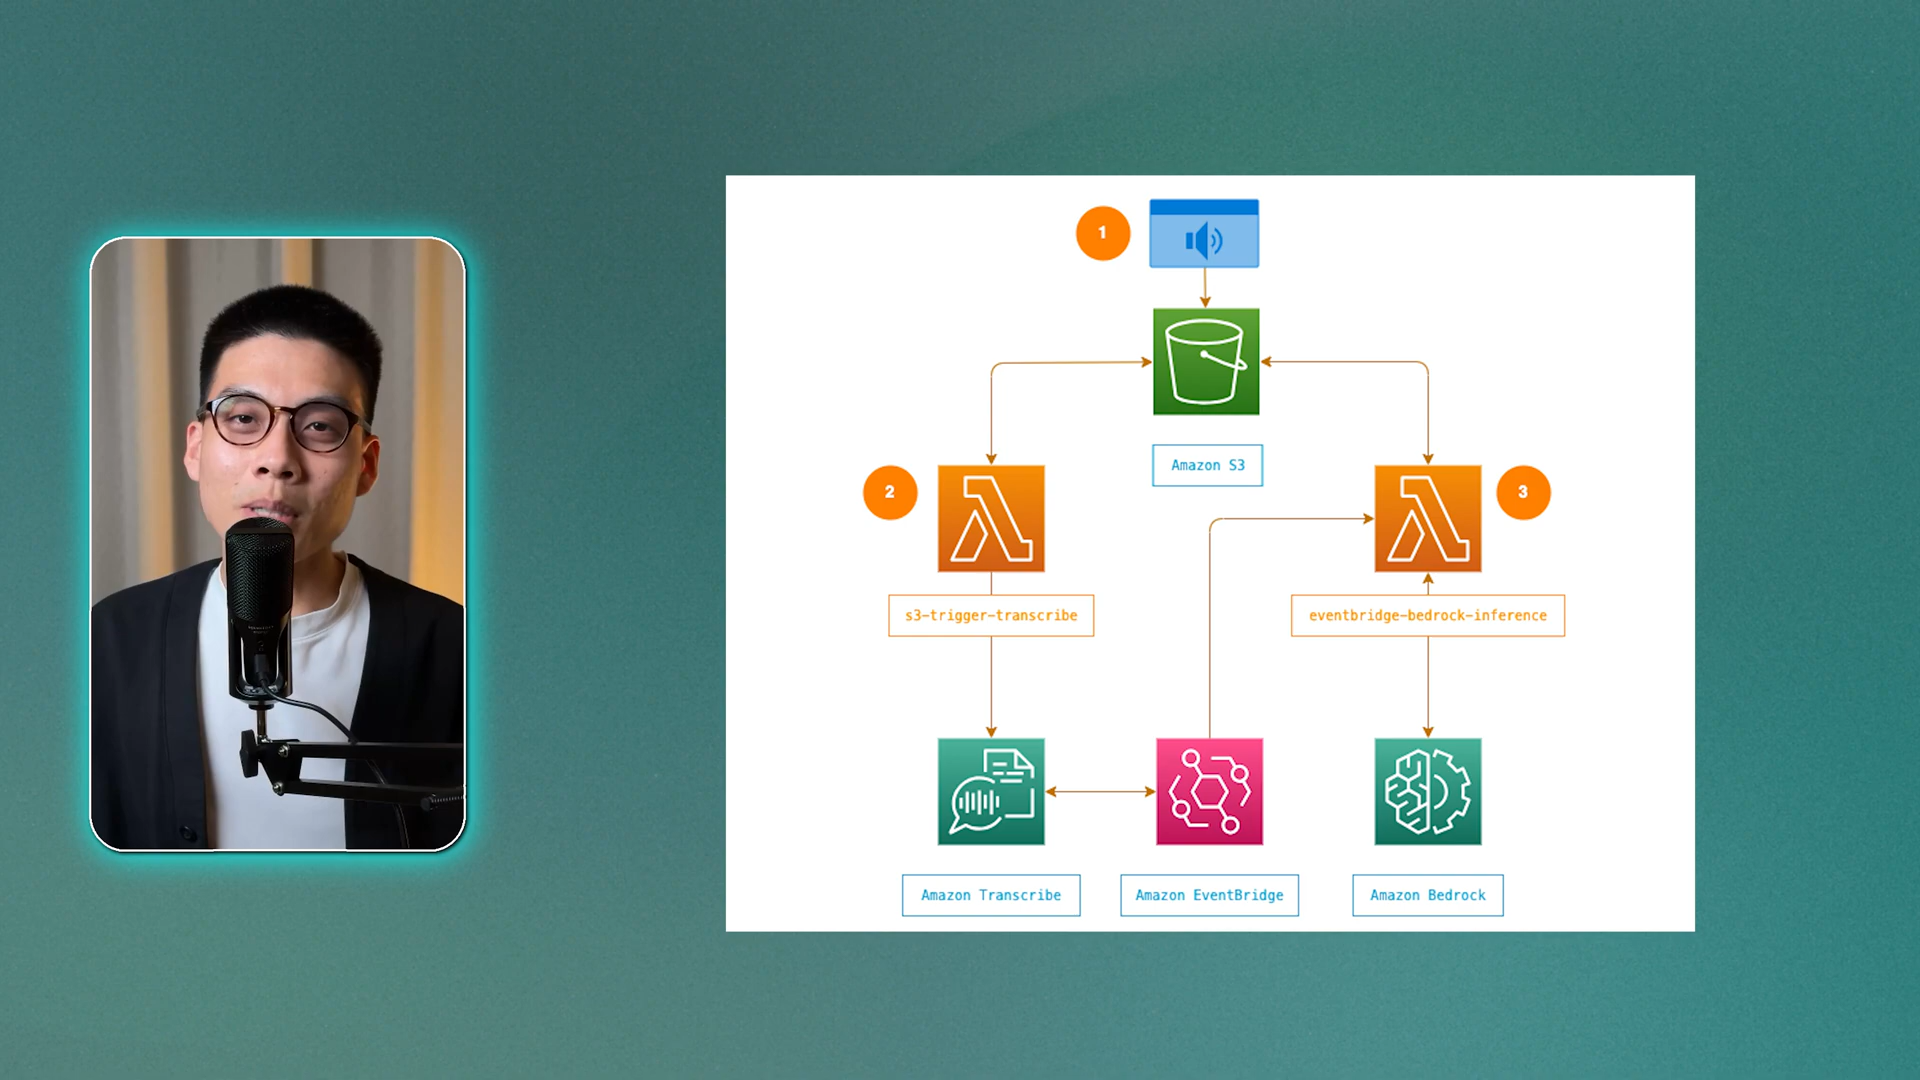 1
Amazon S3
2
3
s3-trigger-transcribe
eventbridge-bedrock-inference
Amazon Transcribe
Amazon EventBridge
Amazon Bedrock